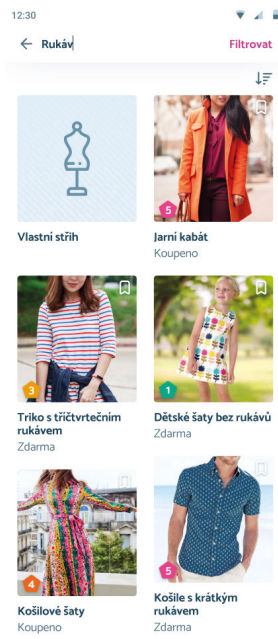 12:30
Rukáv
Filtrovat
Vlastní střih
5
Jarní kabát
Koupeno
3
Triko s tříčtvrtečním
rukávem
Zdarma
1
Dětské šaty bez rukávů
Zdarma
4
Košilové šaty
Koupeno
5
Košile s krátkým
rukávem
Zdarma